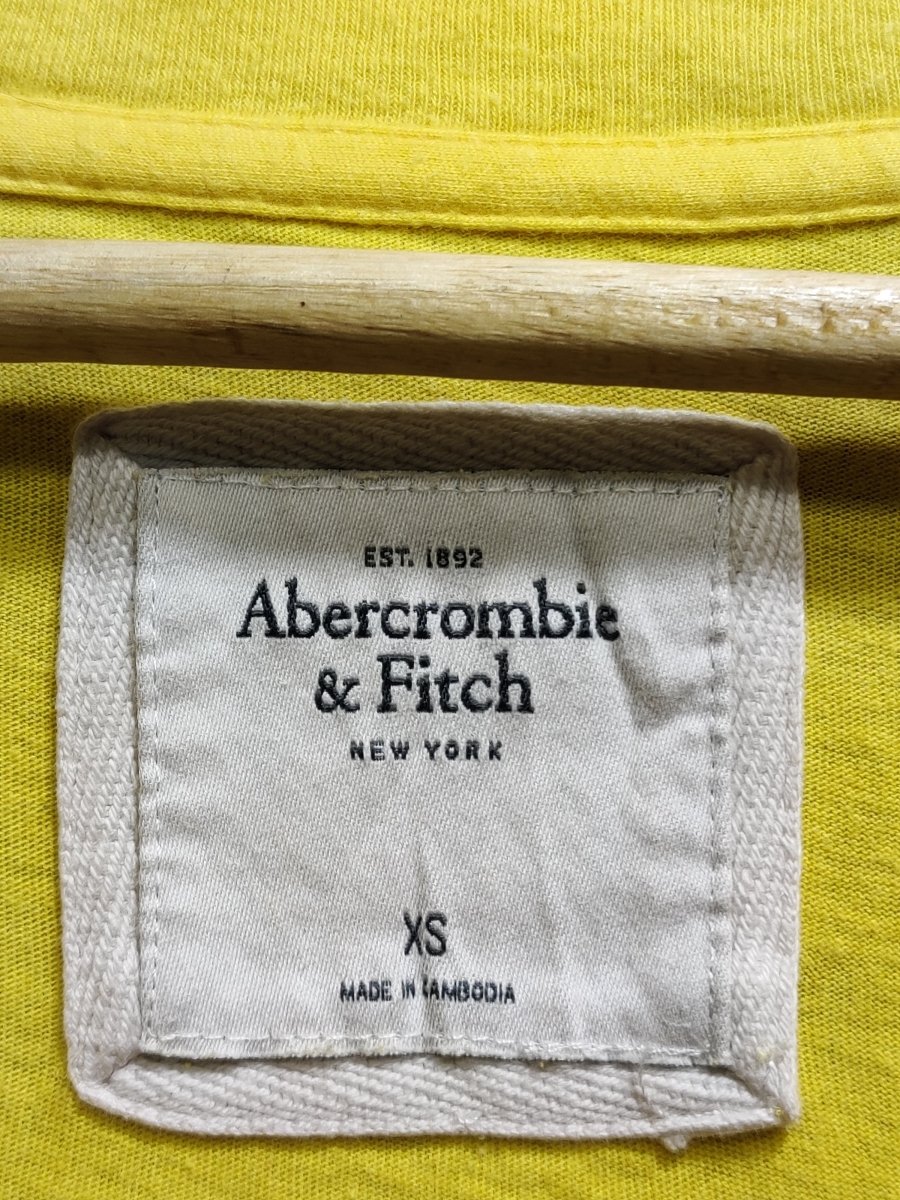 EST. 1892
Abercrombie
& Fitch
NEW YORK
XS
MADE IN CAMBODIA